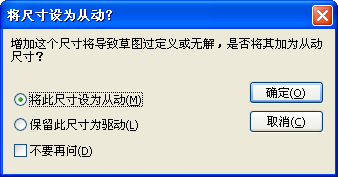 将尺寸设为从动?
增加这个尺寸将导致草图过定义或无解，是否将其加为从动
尺寸？
将此尺寸设为从动(M)
确定(O)
保留此尺寸为驱动(L)
取消(C)
不要再问(D)